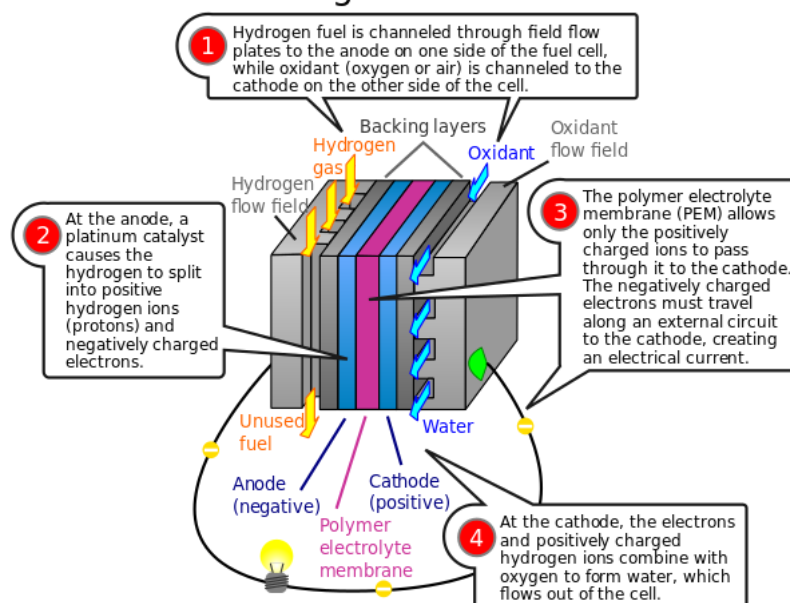 1
Hydrogen fuel is channeled through field flow
plates to the anode on one side of the fuel cell,
while oxidant (oxygen or air) is channeled to the
cathode on the other side of the cell.
Backing layers
Oxidant
flow field
Hydrogen
gas
Oxidant
Hydrogen
flow field
2
At the anode, a
platinum catalyst
causes the
hydrogen to split
into positive
hydrogen ions
(protons) and
negatively charged
electrons.
3
The polymer electrolyte
membrane (PEM) allows
only the positively
charged ions to pass
through it to the cathode.
The negatively charged
electrons must travel
along an external circuit
to the cathode, creating
an electrical current.
Unused
fuel
Water
Anode
(negative)
Cathode
(positive)
Polymer
electrolyte
membrane
4
At the cathode, the electrons
and positively charged
hydrogen ions combine with
oxygen to form water, which
flows out of the cell.